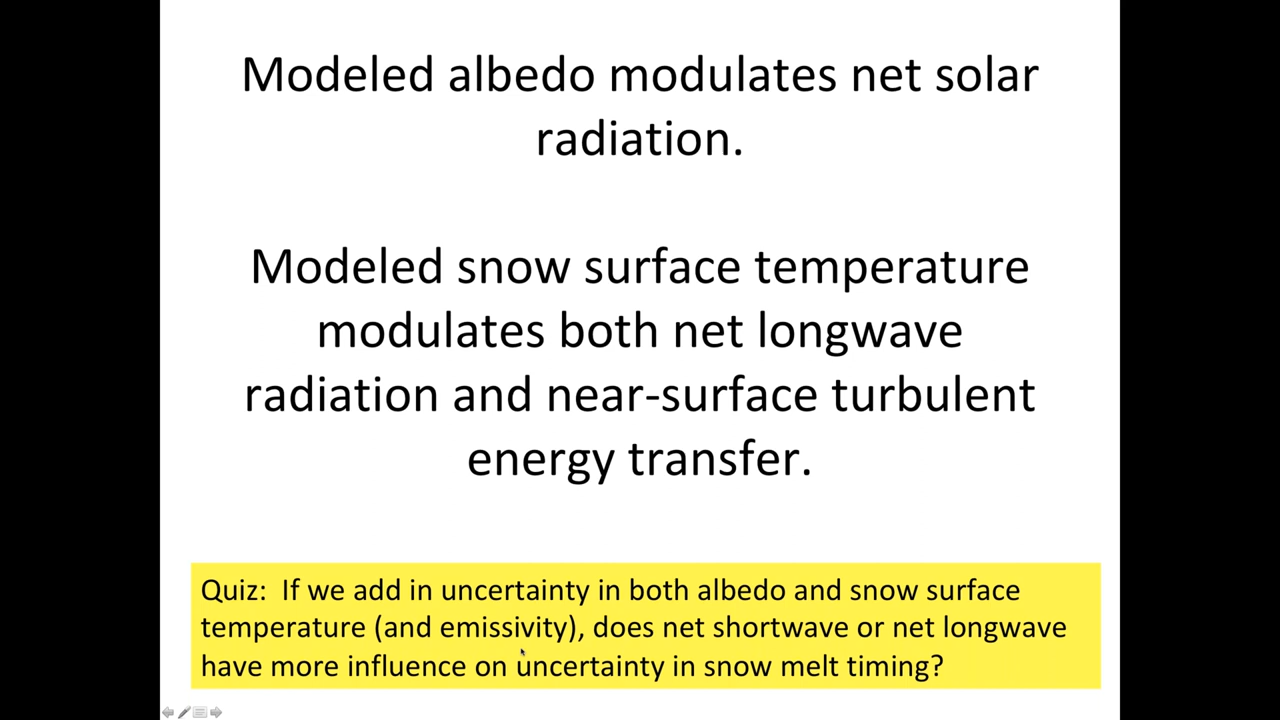 Modeled albedo modulates net solar
radiation.
Modeled snow surface temperature
modulates both net longwave
radiation and near-surface turbulent
energy transfer.
Quiz:  If we add in uncertainty in both albedo and snow surface
temperature (and emissivity), does net shortwave or net longwave
have more influence on uncertainty in snow melt timing?